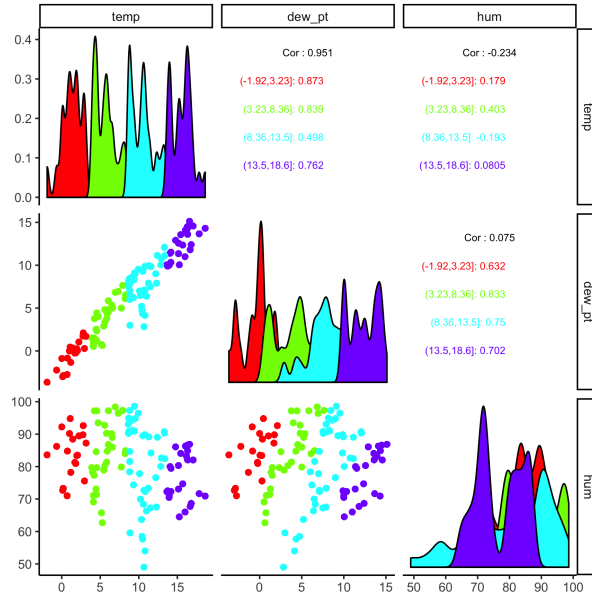 temp
dew_pt
hum
0.4
0.3
0.2
0.1
0.0
Cor : 0.951
(-1.92,3.23]: 0.873
(3.23,8.36]: 0.839
(8.36,13.5]: 0.498
(13.5,18.6]: 0.762
Cor : -0.234
(-1.92,3.23]: 0.179
(3.23,8.36]: 0.403
(8.36,13.5]: -0.193
(13.5,18.6]: 0.0805
temp
15
10
5
0
Cor : 0.075
(-1.92,3.23]: 0.632
(3.23,8.36]: 0.833
(8.36,13.5]: 0.75
(13.5,18.6]: 0.702
dew_pt
100
90
80
70
60
50
hum
0 5 10 15
0 5 10 15
50 60 70 80 90 100